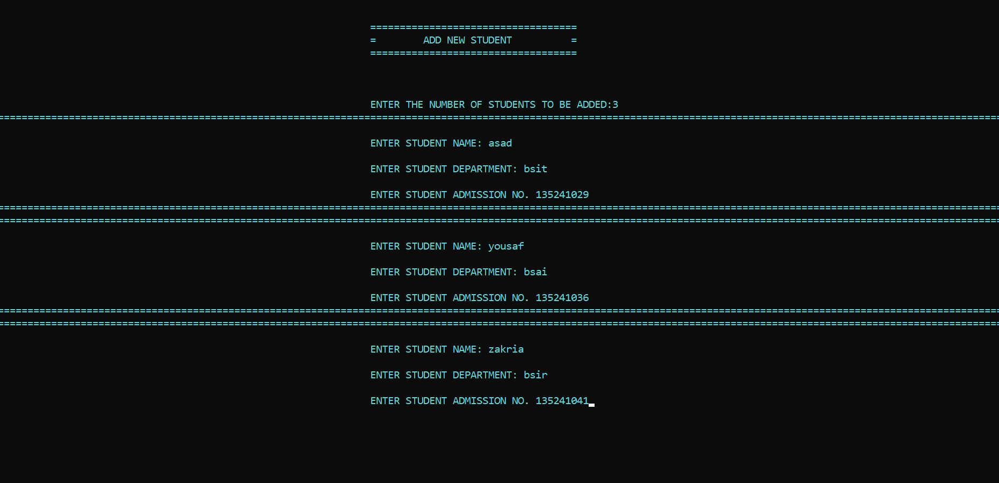 ===================================
=        ADD NEW STUDENT          =
===================================
ENTER THE NUMBER OF STUDENTS TO BE ADDED:3
==========================================================================================================================================================================
ENTER STUDENT NAME: asad
ENTER STUDENT DEPARTMENT: bsit
ENTER STUDENT ADMISSION NO. 135241029
==========================================================================================================================================================================
==========================================================================================================================================================================
ENTER STUDENT NAME: yousaf
ENTER STUDENT DEPARTMENT: bsai
ENTER STUDENT ADMISSION NO. 135241036
==========================================================================================================================================================================
==========================================================================================================================================================================
ENTER STUDENT NAME: zakria
ENTER STUDENT DEPARTMENT: bsir
ENTER STUDENT ADMISSION NO. 135241041